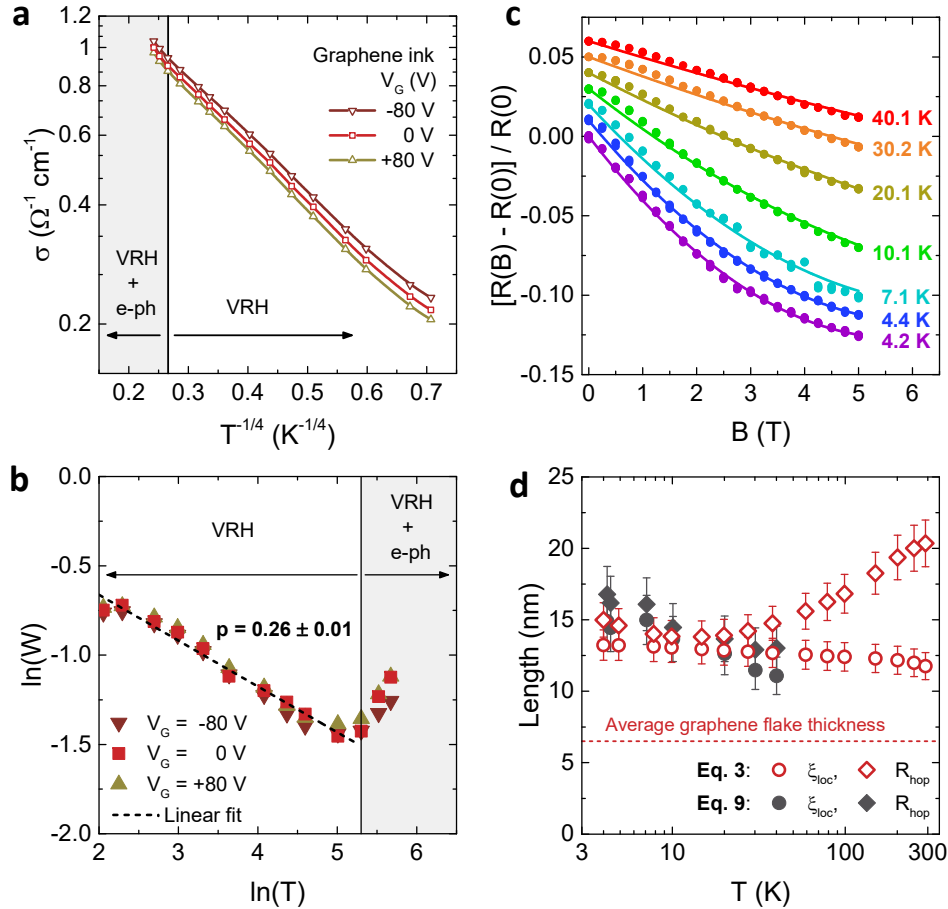 a
1.2
1
0.8
0.6
0.4
0.2
σ (Ω⁻¹ cm⁻¹)
Graphene ink
V_G (V)
-80 V
0 V
+80 V
VRH
+
e-ph
VRH
0.2 0.3 0.4 0.5 0.6 0.7
T^-1/4 (K^-1/4)
c
0.05
0.00
-0.05
-0.10
-0.15
[R(B) - R(0)] / R(0)
40.1 K
30.2 K
20.1 K
10.1 K
7.1 K
4.4 K
4.2 K
0 1 2 3 4 5 6
B (T)
b
0.0
-0.5
-1.0
-1.5
-2.0
ln(W)
VRH
VRH
+
e-ph
p = 0.26 ± 0.01
V_G = -80 V
V_G = 0 V
V_G = +80 V
Linear fit
2 3 4 5 6
ln(T)
d
25
20
15
10
5
0
Length (nm)
Average graphene flake thickness
Eq. 3: ξ_loc, R_hop
Eq. 9: ξ_loc, R_hop
3 10 100 300
T (K)